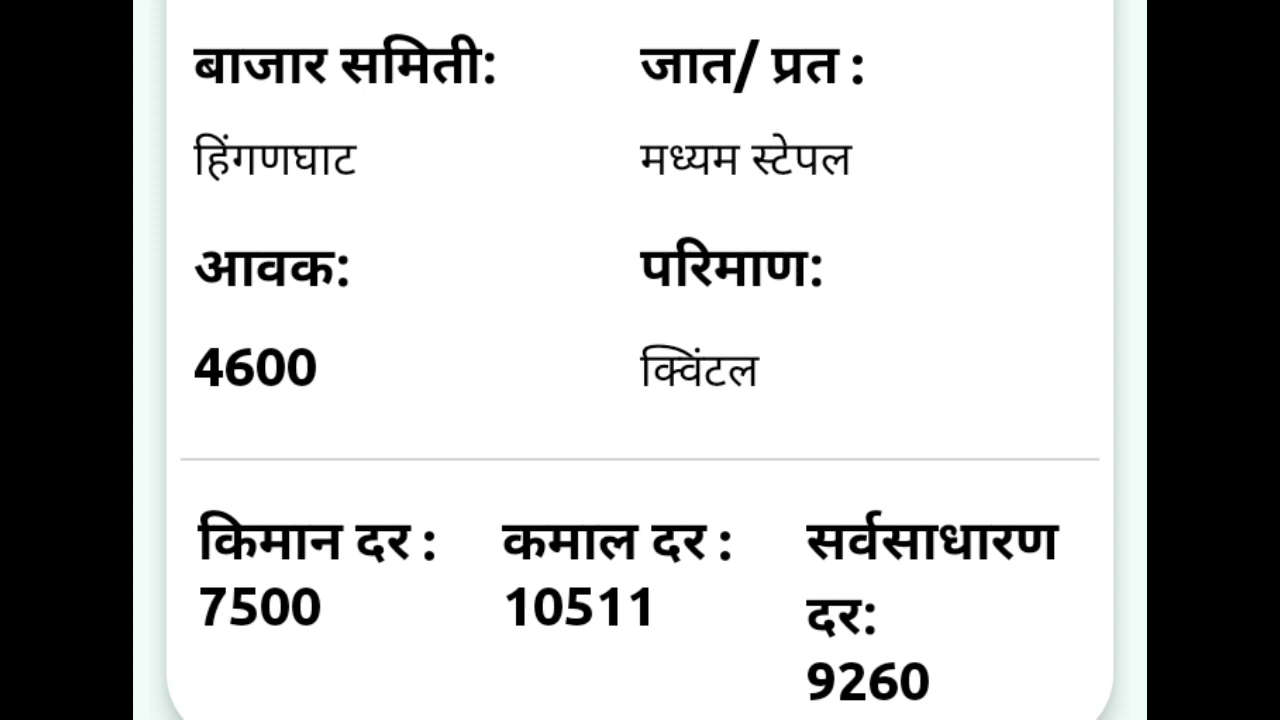 बाजार समिती: जात/ प्रत :
हिंगणघाट मध्यम स्टेपल
आवक: परिमाण:
4600 क्विंटल
किमान दर : कमाल दर : सर्वसाधारण
7500 10511 दर:
9260